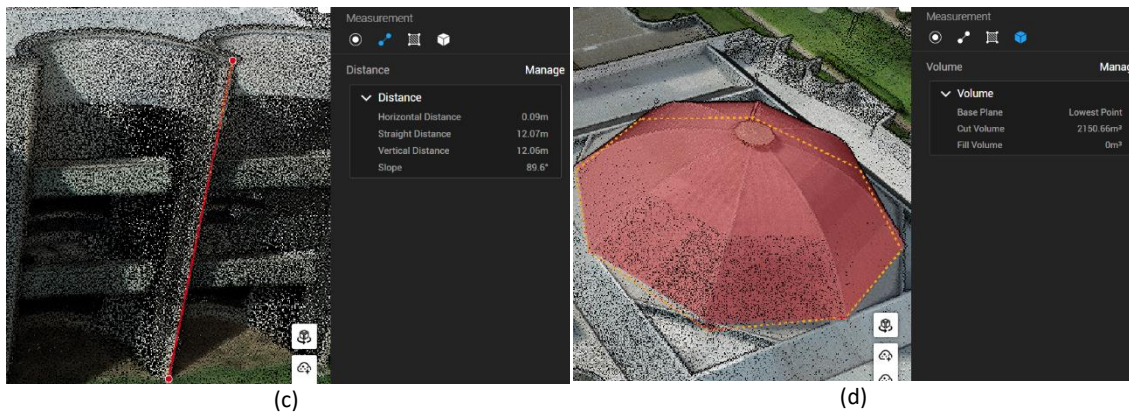 Measurement
Distance
Manage
Distance
Horizontal Distance 0.09m
Straight Distance 12.07m
Vertical Distance 12.06m
Slope 89.6°
(c)
Measurement
Volume
Manag
Volume
Base Plane Lowest Point
Cut Volume 2150.66m³
Fill Volume 0m³
(d)